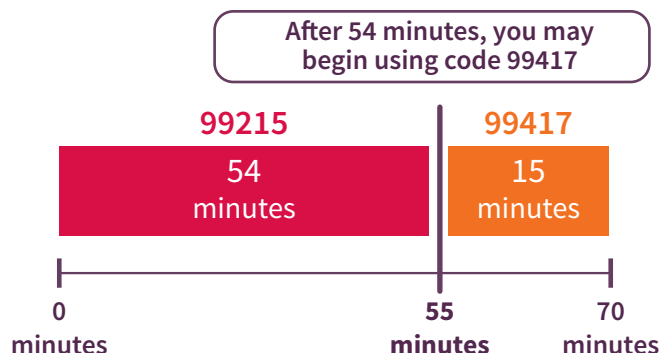 After 54 minutes, you may
begin using code 99417
99215
99417
54
minutes
15
minutes
0
minutes
55
minutes
70
minutes